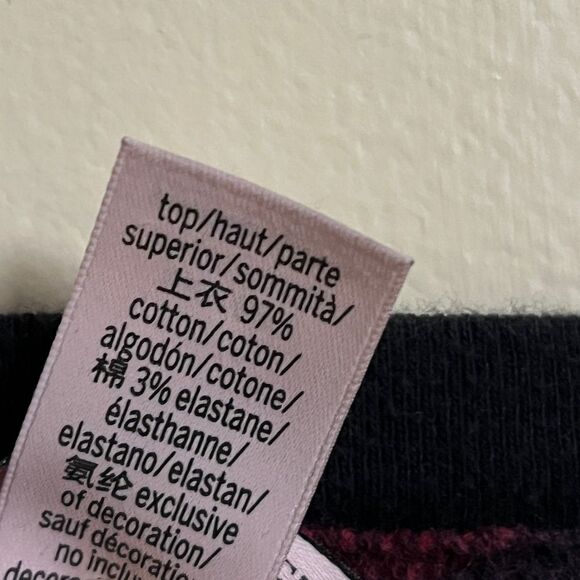 top/haut/parte
superior/sommità/
上衣 97%
cotton/coton/
algodón/cotone/
棉 3% elastane/
élasthanne/
elastano/elastan/
氨纶 exclusive
of decoration/
sauf décoration/
no